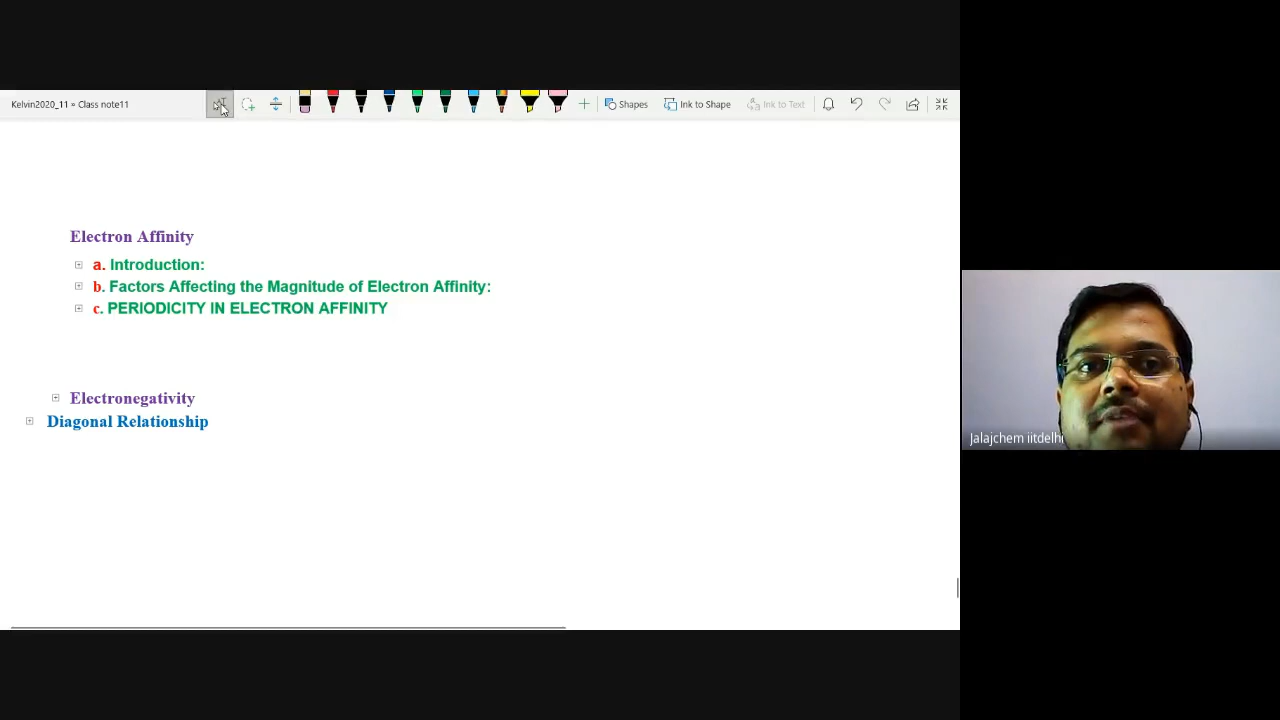 Kelvin2020_11 » Class note11
Shapes
Ink to Shape
Ink to Text
Electron Affinity
a. Introduction:
b. Factors Affecting the Magnitude of Electron Affinity:
c. PERIODICITY IN ELECTRON AFFINITY
Electronegativity
Diagonal Relationship
Jalajchem iitdelhi